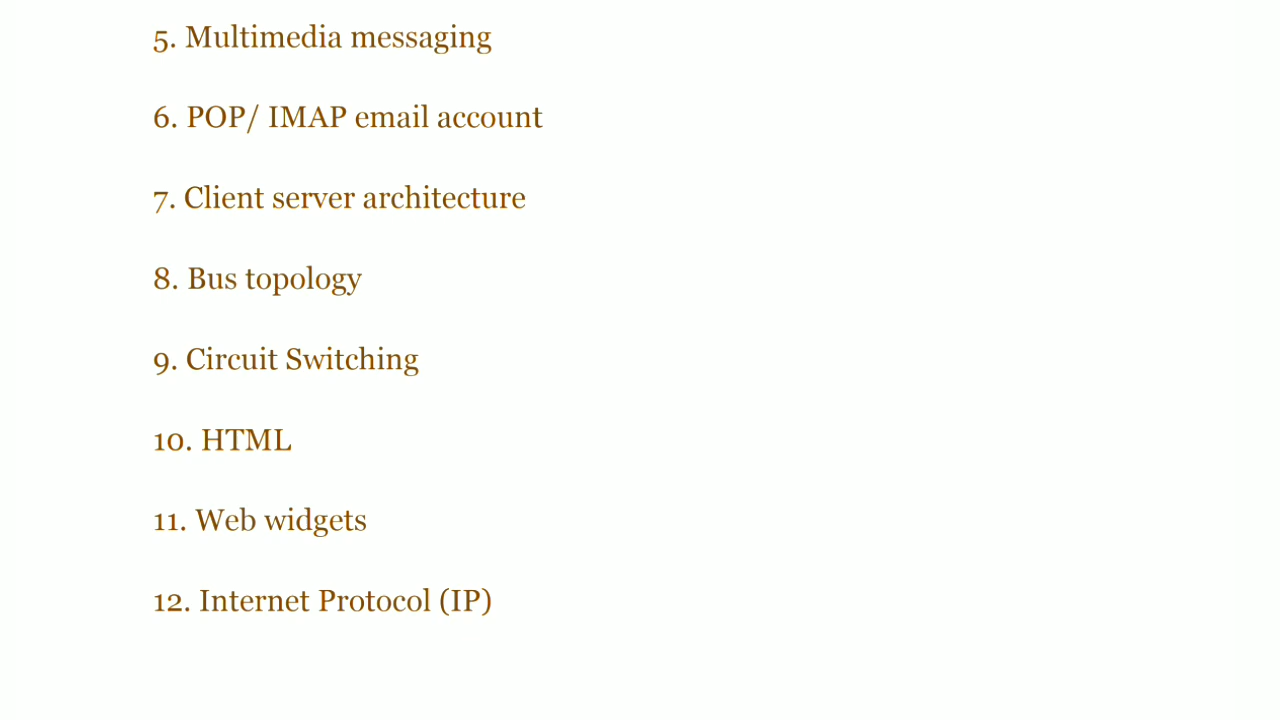 5. Multimedia messaging
6. POP/ IMAP email account
7. Client server architecture
8. Bus topology
9. Circuit Switching
10. HTML
11. Web widgets
12. Internet Protocol (IP)